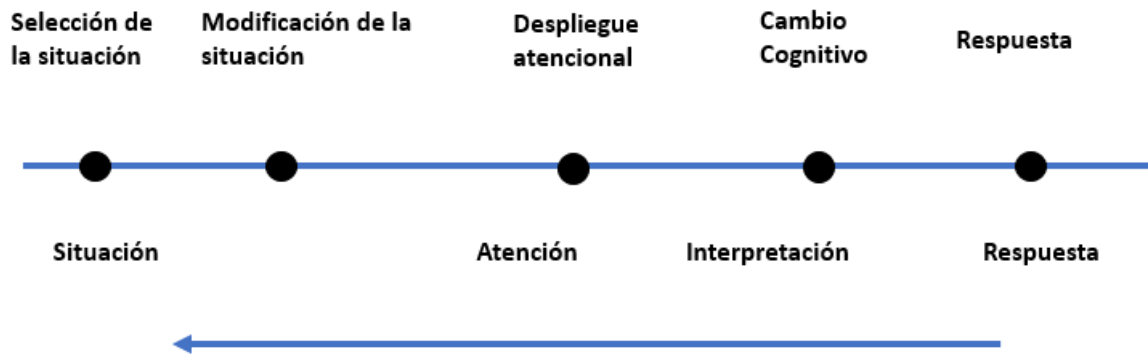 Selección de
la situación
Modificación de la
situación
Despliegue
atencional
Cambio
Cognitivo
Respuesta
Situación
Atención
Interpretación
Respuesta